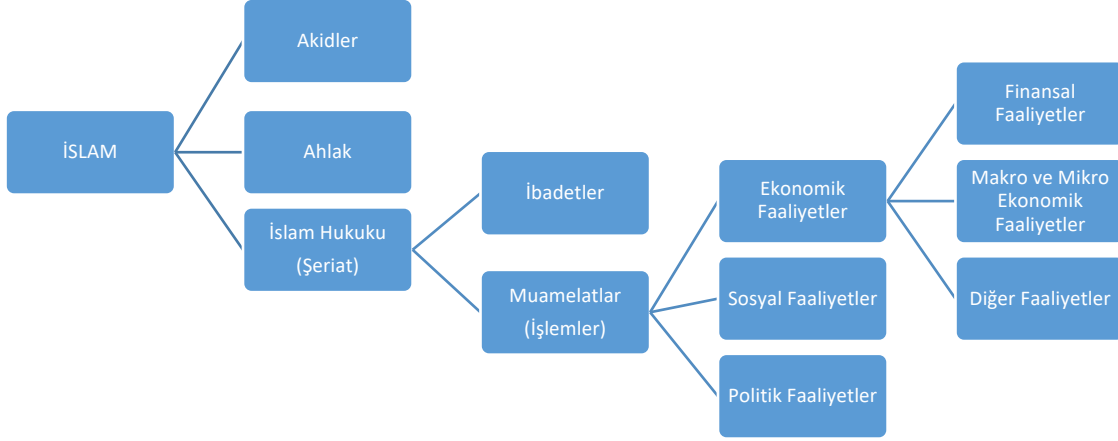 İSLAM
Akidler
Ahlak
İslam Hukuku
(Şeriat)
İbadetler
Muamelatlar
(İşlemler)
Ekonomik
Faaliyetler
Sosyal Faaliyetler
Politik Faaliyetler
Finansal
Faaliyetler
Makro ve Mikro
Ekonomik
Faaliyetler
Diğer Faaliyetler